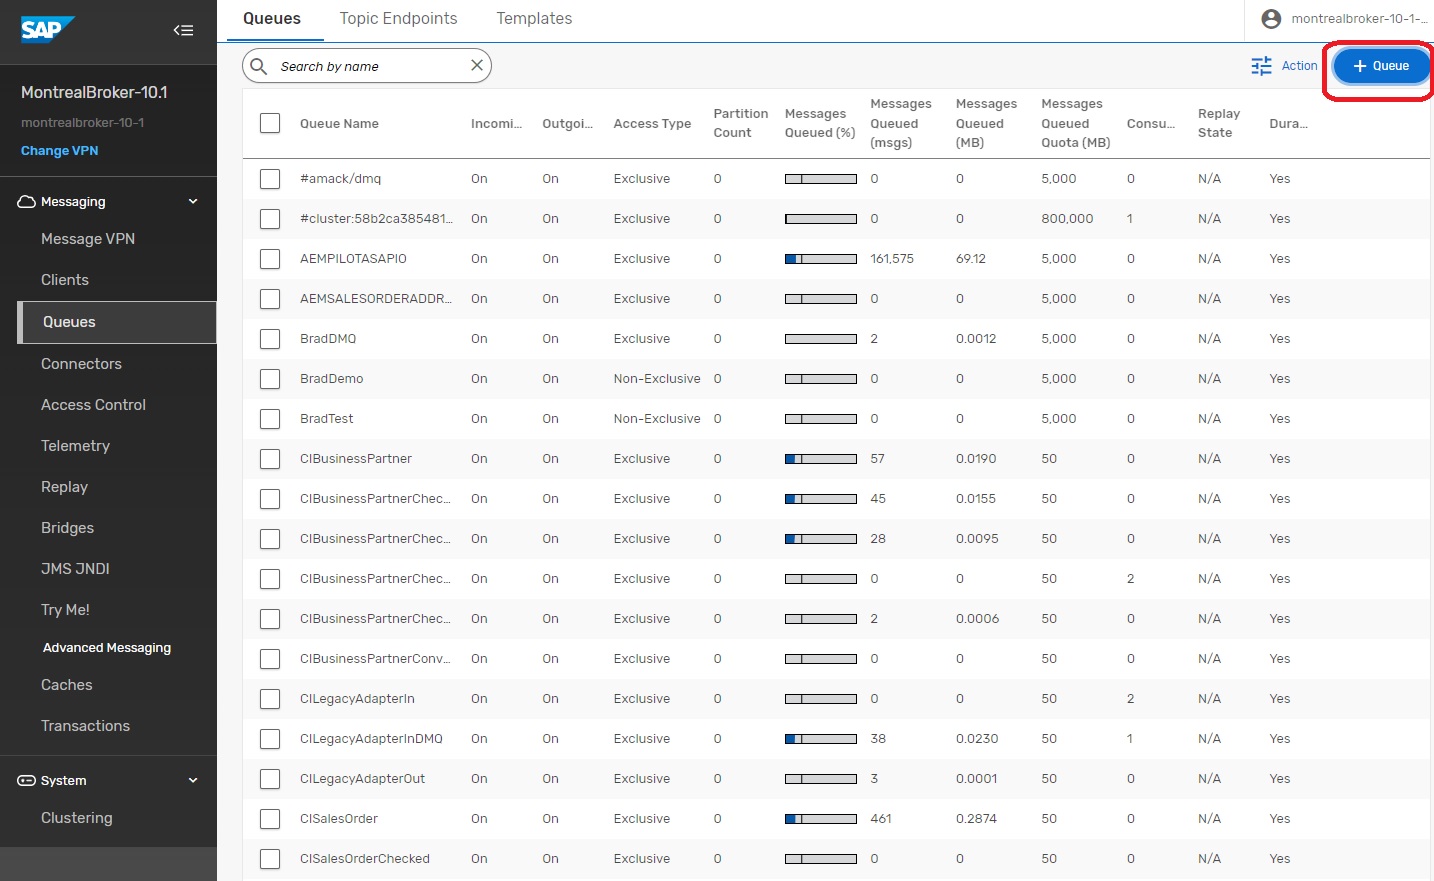 SAP
MontrealBroker-10.1
montrealbroker-10-1
Change VPN
Messaging
Message VPN
Clients
Queues
Connectors
Access Control
Telemetry
Replay
Bridges
JMS JNDI
Try Me!
Advanced Messaging
Caches
Transactions
System
Clustering
Queues Topic Endpoints Templates
montrealbroker-10-1-...
Search by name
Action
+ Queue
Queue Name Incomi... Outgoi... Access Type Partition Count Messages Queued (%) Messages Queued (msgs) Messages Queued (MB) Messages Queued Quota (MB) Consu... Replay State Dura...
#amack/dmq On On Exclusive 0 0 0 5,000 0 N/A Yes
#cluster:58b2ca385481... On On Exclusive 0 0 0 800,000 1 N/A Yes
AEMPILOTASAPIO On On Exclusive 0 161,575 69.12 5,000 0 N/A Yes
AEMSALESORDERADDR... On On Exclusive 0 0 0 5,000 0 N/A Yes
BradDMQ On On Exclusive 0 2 0.0012 5,000 0 N/A Yes
BradDemo On On Non-Exclusive 0 0 0 5,000 0 N/A Yes
BradTest On On Non-Exclusive 0 0 0 5,000 0 N/A Yes
CIBusinessPartner On On Exclusive 0 57 0.0190 50 0 N/A Yes
CIBusinessPartnerChec... On On Exclusive 0 45 0.0155 50 0 N/A Yes
CIBusinessPartnerChec... On On Exclusive 0 28 0.0095 50 0 N/A Yes
CIBusinessPartnerChec... On On Exclusive 0 0 0 50 2 N/A Yes
CIBusinessPartnerChec... On On Exclusive 0 2 0.0006 50 0 N/A Yes
CIBusinessPartnerConv... On On Exclusive 0 0 0 50 0 N/A Yes
CILegacyAdapterIn On On Exclusive 0 0 0 50 2 N/A Yes
CILegacyAdapterInDMQ On On Exclusive 0 38 0.0230 50 1 N/A Yes
CILegacyAdapterOut On On Exclusive 0 3 0.0001 50 0 N/A Yes
CISalesOrder On On Exclusive 0 461 0.2874 50 0 N/A Yes
CISalesOrderChecked On On Exclusive 0 0 0 50 0 N/A Yes